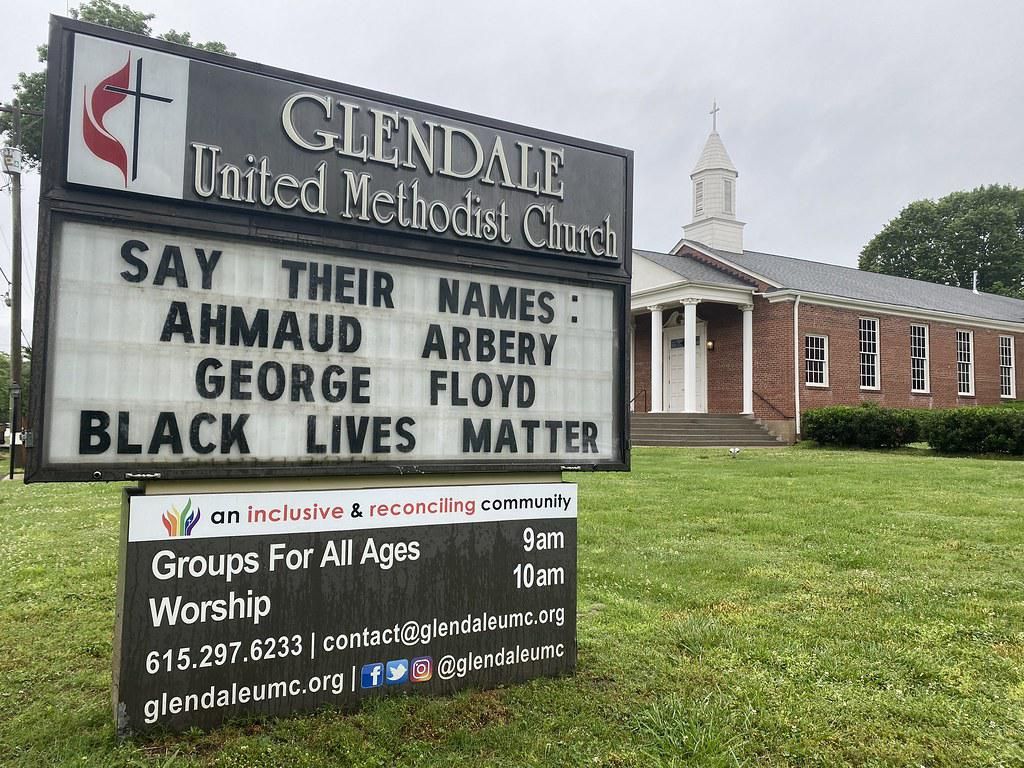 GLENDALE
United Methodist Church
SAY THEIR NAMES:
AHMAUD ARBERY
GEORGE FLOYD
BLACK LIVES MATTER
an inclusive & reconciling community
Groups For All Ages 9am
Worship 10am
615.297.6233 | contact@glendaleumc.org
glendaleumc.org | @glendaleumc